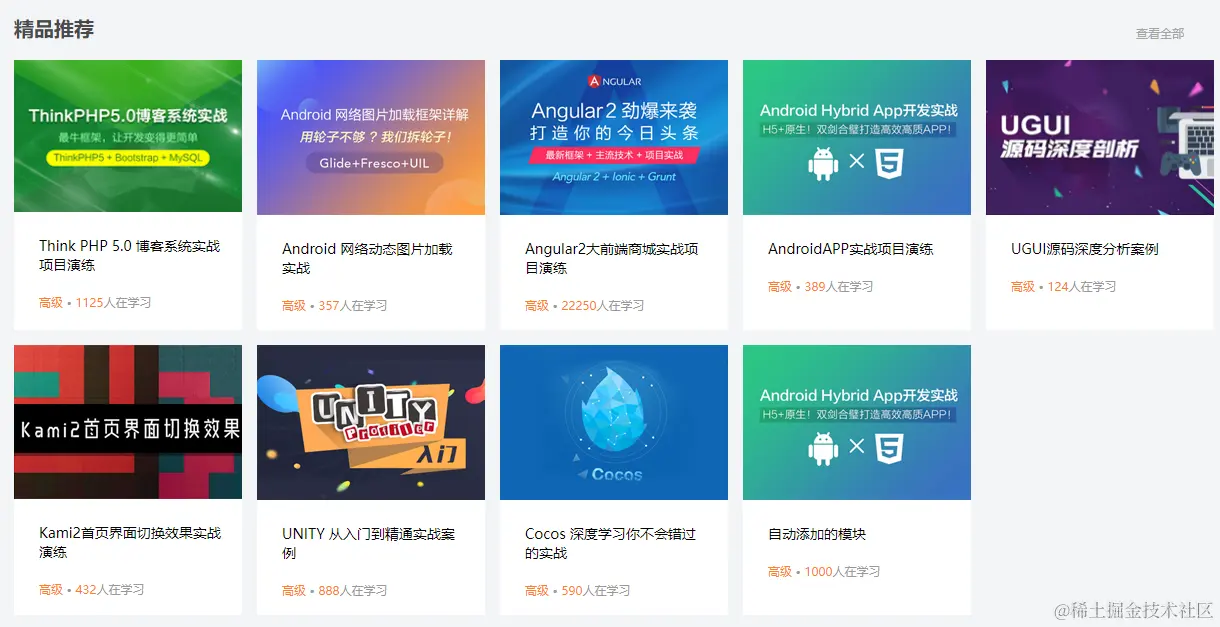 精品推荐
查看全部
ThinkPHP5.0博客系统实战
最牛框架，让开发变得更简单
ThinkPHP5 + Bootstrap + MySQL
Think PHP 5.0 博客系统实战
项目演练
高级 • 1125人在学习
Android 网络图片加载框架详解
用轮子不够？我们拆轮子！
Glide+Fresco+UIL
Android 网络动态图片加载
实战
高级 • 357人在学习
A NGULAR
Angular2 劲爆来袭
打造你的今日头条
最新框架 + 主流技术 + 项目实战
Angular 2 + Ionic + Grunt
Angular2大前端商城实战项
目演练
高级 • 22250人在学习
Android Hybrid App开发实战
H5+原生！双剑合璧打造高效高质APP！
5
AndroidAPP实战项目演练
高级 • 389人在学习
UGUI
源码深度剖析
UGUI源码深度分析案例
高级 • 124人在学习
Kami2首页界面切换效果
Kami2首页界面切换效果实战
演练
高级 • 432人在学习
UNITY
Profiler
入门
UNITY 从入门到精通实战案
例
高级 • 888人在学习
Cocos
Cocos 深度学习你不会错过
的实战
高级 • 590人在学习
Android Hybrid App开发实战
H5+原生！双剑合璧打造高效高质APP！
5
自动添加的模块
高级 • 1000人在学习
@稀土掘金技术社区